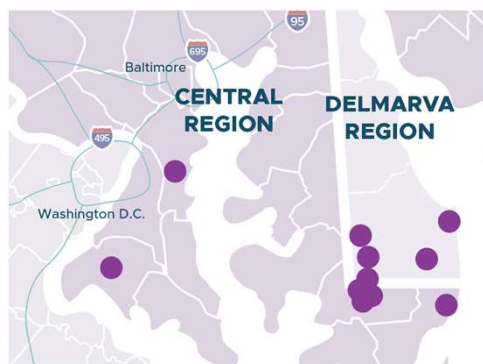 95
695
Baltimore
CENTRAL
REGION
DELMARVA
REGION
495
Washington D.C.